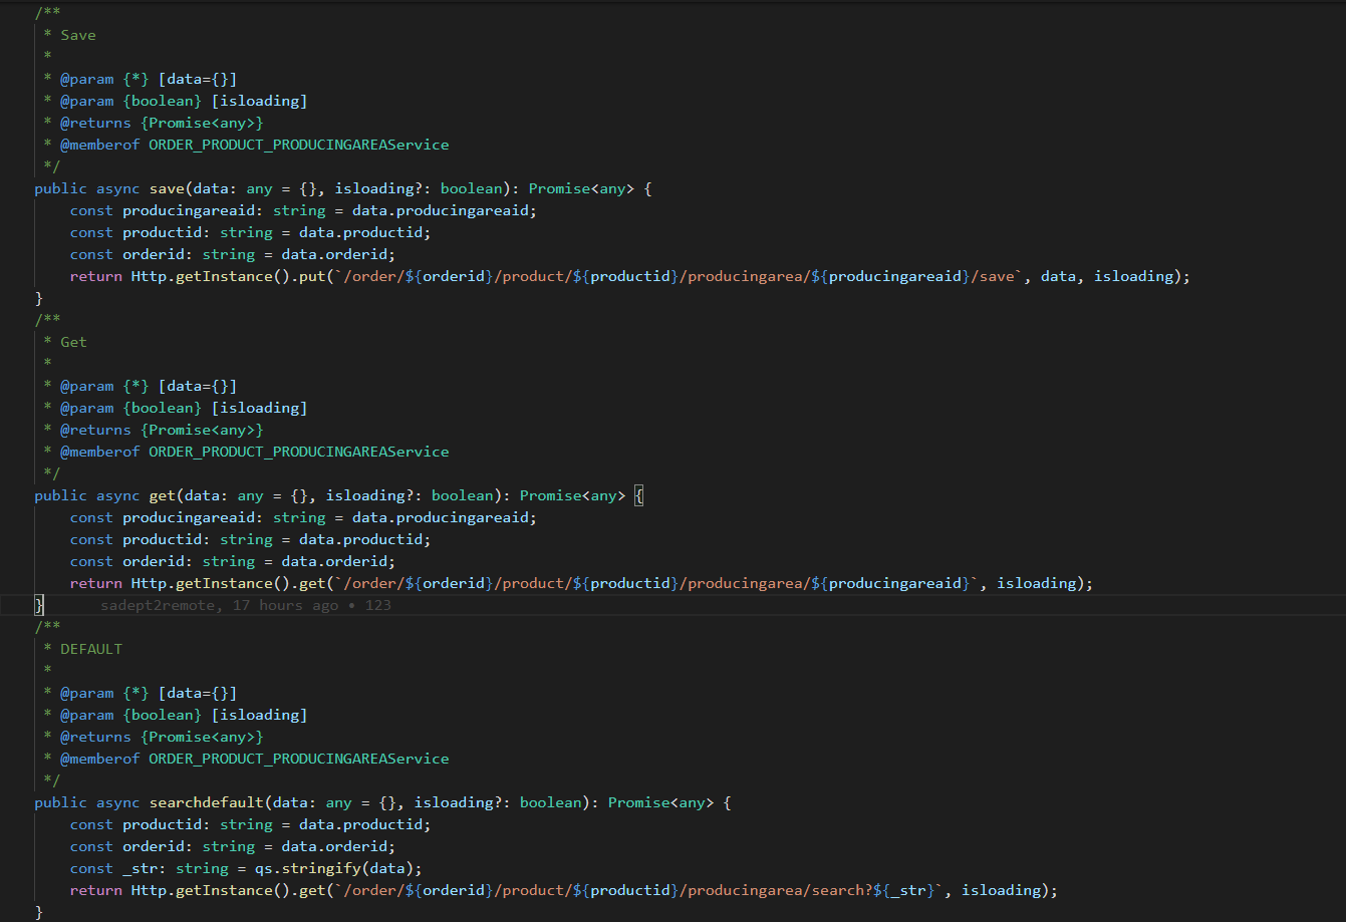 /**
 * Save
 *
 * @param {*} [data={}]
 * @param {boolean} [isloading]
 * @returns {Promise<any>}
 * @memberof ORDER_PRODUCT_PRODUCINGAREAService
 */
public async save(data: any = {}, isloading?: boolean): Promise<any> {
    const producingareaid: string = data.producingareaid;
    const productid: string = data.productid;
    const orderid: string = data.orderid;
    return Http.getInstance().put(`/order/${orderid}/product/${productid}/producingarea/${producingareaid}/save`, data, isloading);
}
/**
 * Get
 *
 * @param {*} [data={}]
 * @param {boolean} [isloading]
 * @returns {Promise<any>}
 * @memberof ORDER_PRODUCT_PRODUCINGAREAService
 */
public async get(data: any = {}, isloading?: boolean): Promise<any> {
    const producingareaid: string = data.producingareaid;
    const productid: string = data.productid;
    const orderid: string = data.orderid;
    return Http.getInstance().get(`/order/${orderid}/product/${productid}/producingarea/${producingareaid}`, isloading);
}      sadept2remote, 17 hours ago • 123
/**
 * DEFAULT
 *
 * @param {*} [data={}]
 * @param {boolean} [isloading]
 * @returns {Promise<any>}
 * @memberof ORDER_PRODUCT_PRODUCINGAREAService
 */
public async searchdefault(data: any = {}, isloading?: boolean): Promise<any> {
    const productid: string = data.productid;
    const orderid: string = data.orderid;
    const _str: string = qs.stringify(data);
    return Http.getInstance().get(`/order/${orderid}/product/${productid}/producingarea/search?${_str}`, isloading);
}